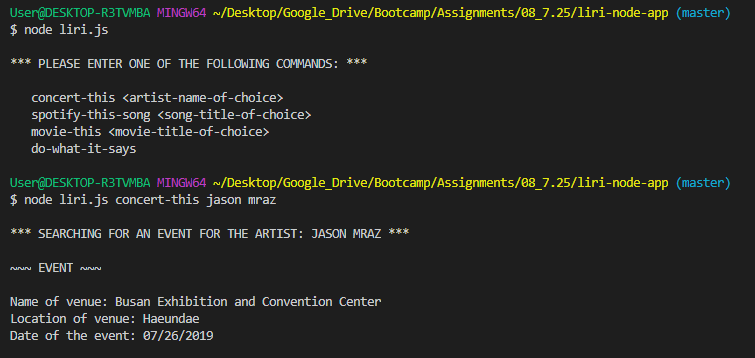 User@DESKTOP-R3TVMBA MINGW64 ~/Desktop/Google_Drive/Bootcamp/Assignments/08_7.25/liri-node-app (master)
$ node liri.js
*** PLEASE ENTER ONE OF THE FOLLOWING COMMANDS: ***
concert-this <artist-name-of-choice>
spotify-this-song <song-title-of-choice>
movie-this <movie-title-of-choice>
do-what-it-says
User@DESKTOP-R3TVMBA MINGW64 ~/Desktop/Google_Drive/Bootcamp/Assignments/08_7.25/liri-node-app (master)
$ node liri.js concert-this jason mraz
*** SEARCHING FOR AN EVENT FOR THE ARTIST: JASON MRAZ ***
~~~ EVENT ~~~
Name of venue: Busan Exhibition and Convention Center
Location of venue: Haeundae
Date of the event: 07/26/2019